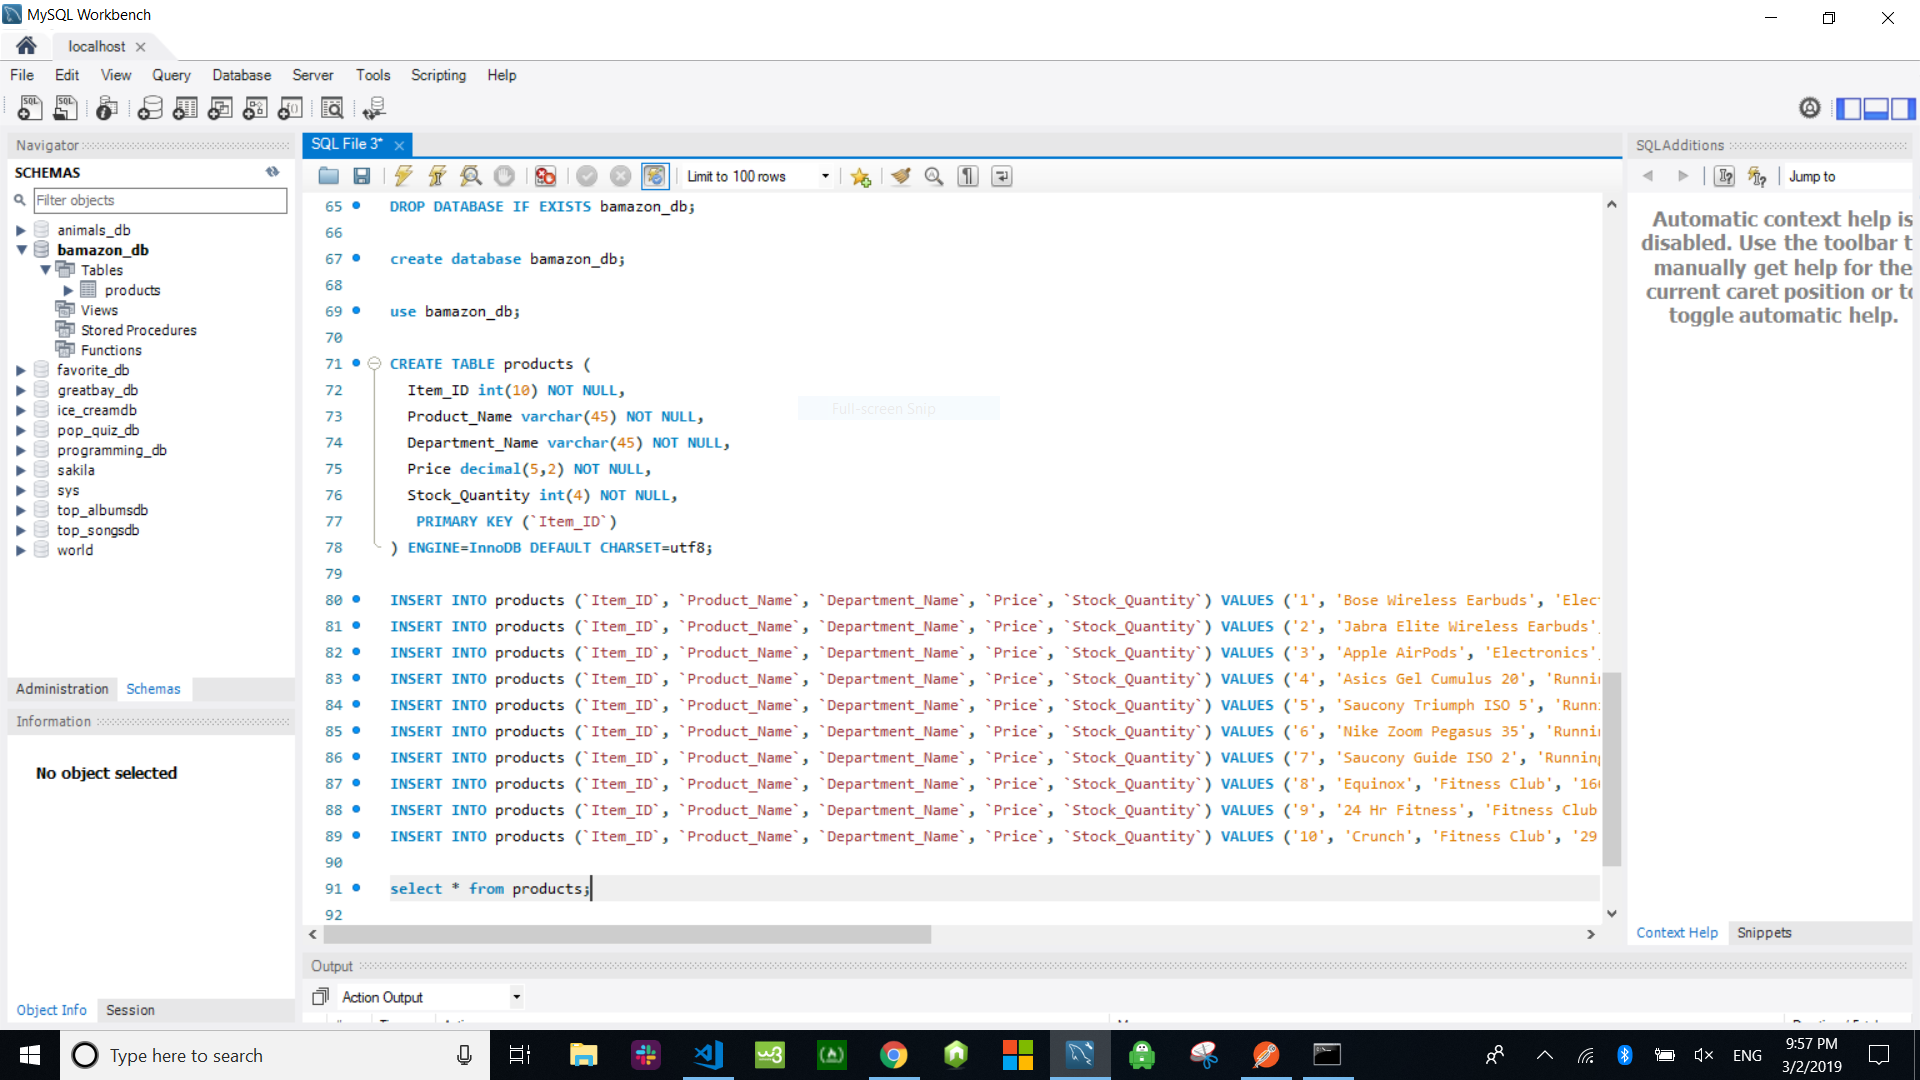 MySQL Workbench
localhost
File Edit View Query Database Server Tools Scripting Help
Navigator
SCHEMAS
Filter objects
animals_db
bamazon_db
Tables
products
Views
Stored Procedures
Functions
favorite_db
greatbay_db
ice_creamdb
pop_quiz_db
programming_db
sakila
sys
top_albumsdb
top_songsdb
world
Administration Schemas
Information
No object selected
Object Info Session
SQL File 3*
Limit to 100 rows
65 DROP DATABASE IF EXISTS bamazon_db;
66
67 create database bamazon_db;
68
69 use bamazon_db;
70
71 CREATE TABLE products (
72 Item_ID int(10) NOT NULL,
73 Product_Name varchar(45) NOT NULL,
74 Department_Name varchar(45) NOT NULL,
75 Price decimal(5,2) NOT NULL,
76 Stock_Quantity int(4) NOT NULL,
77 PRIMARY KEY (`Item_ID`)
78 ) ENGINE=InnoDB DEFAULT CHARSET=utf8;
79
80 INSERT INTO products (`Item_ID`, `Product_Name`, `Department_Name`, `Price`, `Stock_Quantity`) VALUES ('1', 'Bose Wireless Earbuds', 'Elec
81 INSERT INTO products (`Item_ID`, `Product_Name`, `Department_Name`, `Price`, `Stock_Quantity`) VALUES ('2', 'Jabra Elite Wireless Earbuds',
82 INSERT INTO products (`Item_ID`, `Product_Name`, `Department_Name`, `Price`, `Stock_Quantity`) VALUES ('3', 'Apple AirPods', 'Electronics',
83 INSERT INTO products (`Item_ID`, `Product_Name`, `Department_Name`, `Price`, `Stock_Quantity`) VALUES ('4', 'Asics Gel Cumulus 20', 'Runni
84 INSERT INTO products (`Item_ID`, `Product_Name`, `Department_Name`, `Price`, `Stock_Quantity`) VALUES ('5', 'Saucony Triumph ISO 5', 'Runn
85 INSERT INTO products (`Item_ID`, `Product_Name`, `Department_Name`, `Price`, `Stock_Quantity`) VALUES ('6', 'Nike Zoom Pegasus 35', 'Runni
86 INSERT INTO products (`Item_ID`, `Product_Name`, `Department_Name`, `Price`, `Stock_Quantity`) VALUES ('7', 'Saucony Guide ISO 2', 'Running
87 INSERT INTO products (`Item_ID`, `Product_Name`, `Department_Name`, `Price`, `Stock_Quantity`) VALUES ('8', 'Equinox', 'Fitness Club', '16
88 INSERT INTO products (`Item_ID`, `Product_Name`, `Department_Name`, `Price`, `Stock_Quantity`) VALUES ('9', '24 Hr Fitness', 'Fitness Club
89 INSERT INTO products (`Item_ID`, `Product_Name`, `Department_Name`, `Price`, `Stock_Quantity`) VALUES ('10', 'Crunch', 'Fitness Club', '29
90
91 select * from products;
92
Full-screen Snip
Output
Action Output
SQLAdditions
Jump to
Automatic context help is
disabled. Use the toolbar t
manually get help for the
current caret position or to
toggle automatic help.
Context Help Snippets
Type here to search
w3
ENG
9:57 PM
3/2/2019